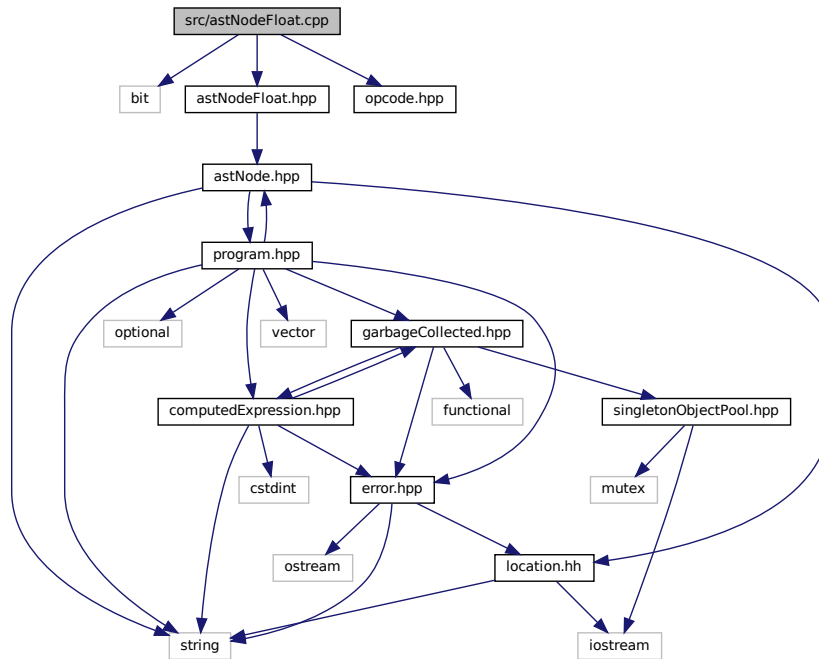 src/astNodeFloat.cpp
bit
astNodeFloat.hpp
opcode.hpp
astNode.hpp
program.hpp
optional
vector
garbageCollected.hpp
computedExpression.hpp
functional
singletonObjectPool.hpp
cstdint
error.hpp
mutex
ostream
location.hh
string
iostream